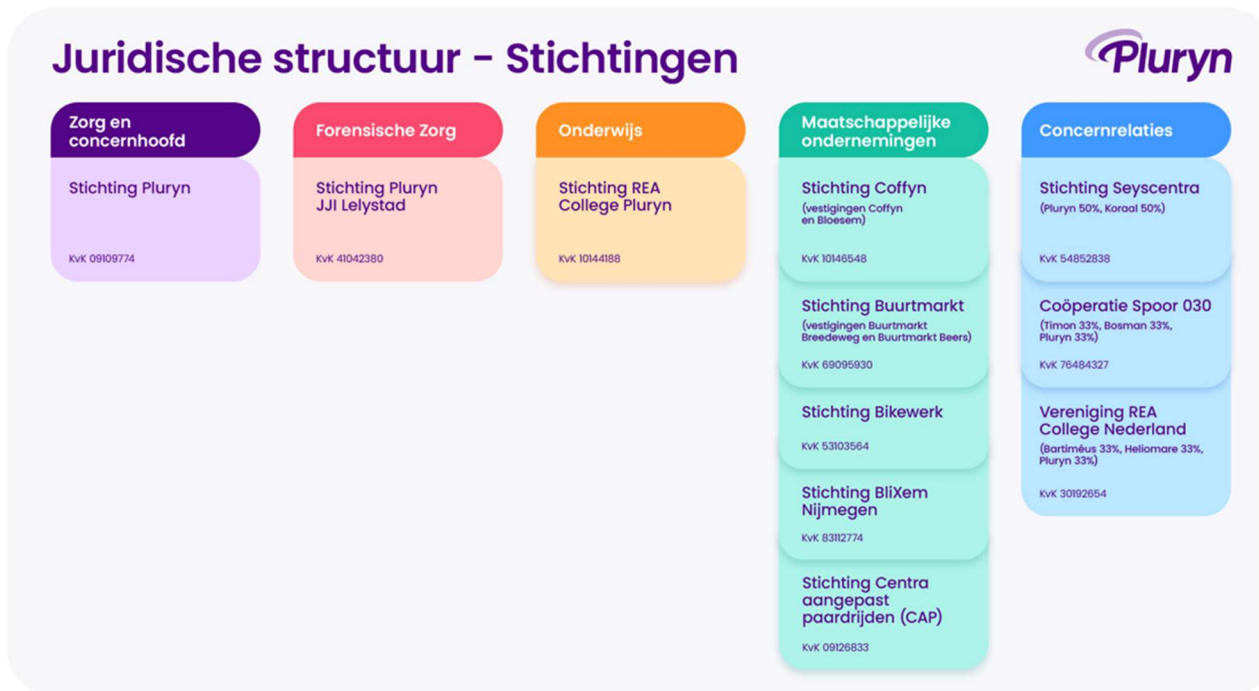 Juridische structuur - Stichtingen
Pluryn
Zorg en
concernhoofd
Stichting Pluryn
KvK 09109774
Forensische Zorg
Stichting Pluryn
JJI Lelystad
KvK 41042380
Onderwijs
Stichting REA
College Pluryn
KvK 10144188
Maatschappelijke
ondernemingen
Stichting Coffyn
(vestigingen Coffyn
en Bloesem)
KvK 10146548
Stichting Buurtmarkt
(vestigingen Buurtmarkt
Breedeweg en Buurtmarkt Beers)
KvK 69095930
Stichting Bikewerk
KvK 53103564
Stichting BliXem
Nijmegen
KvK 83112774
Stichting Centra
aangepast
paardrijden (CAP)
KvK 09126833
Concernrelaties
Stichting Seyscentra
(Pluryn 50%, Koraal 50%)
KvK 54852838
Coöperatie Spoor 030
(Timon 33%, Bosman 33%,
Pluryn 33%)
KvK 76484327
Vereniging REA
College Nederland
(Bartiméus 33%, Heliomare 33%,
Pluryn 33%)
KvK 30192654